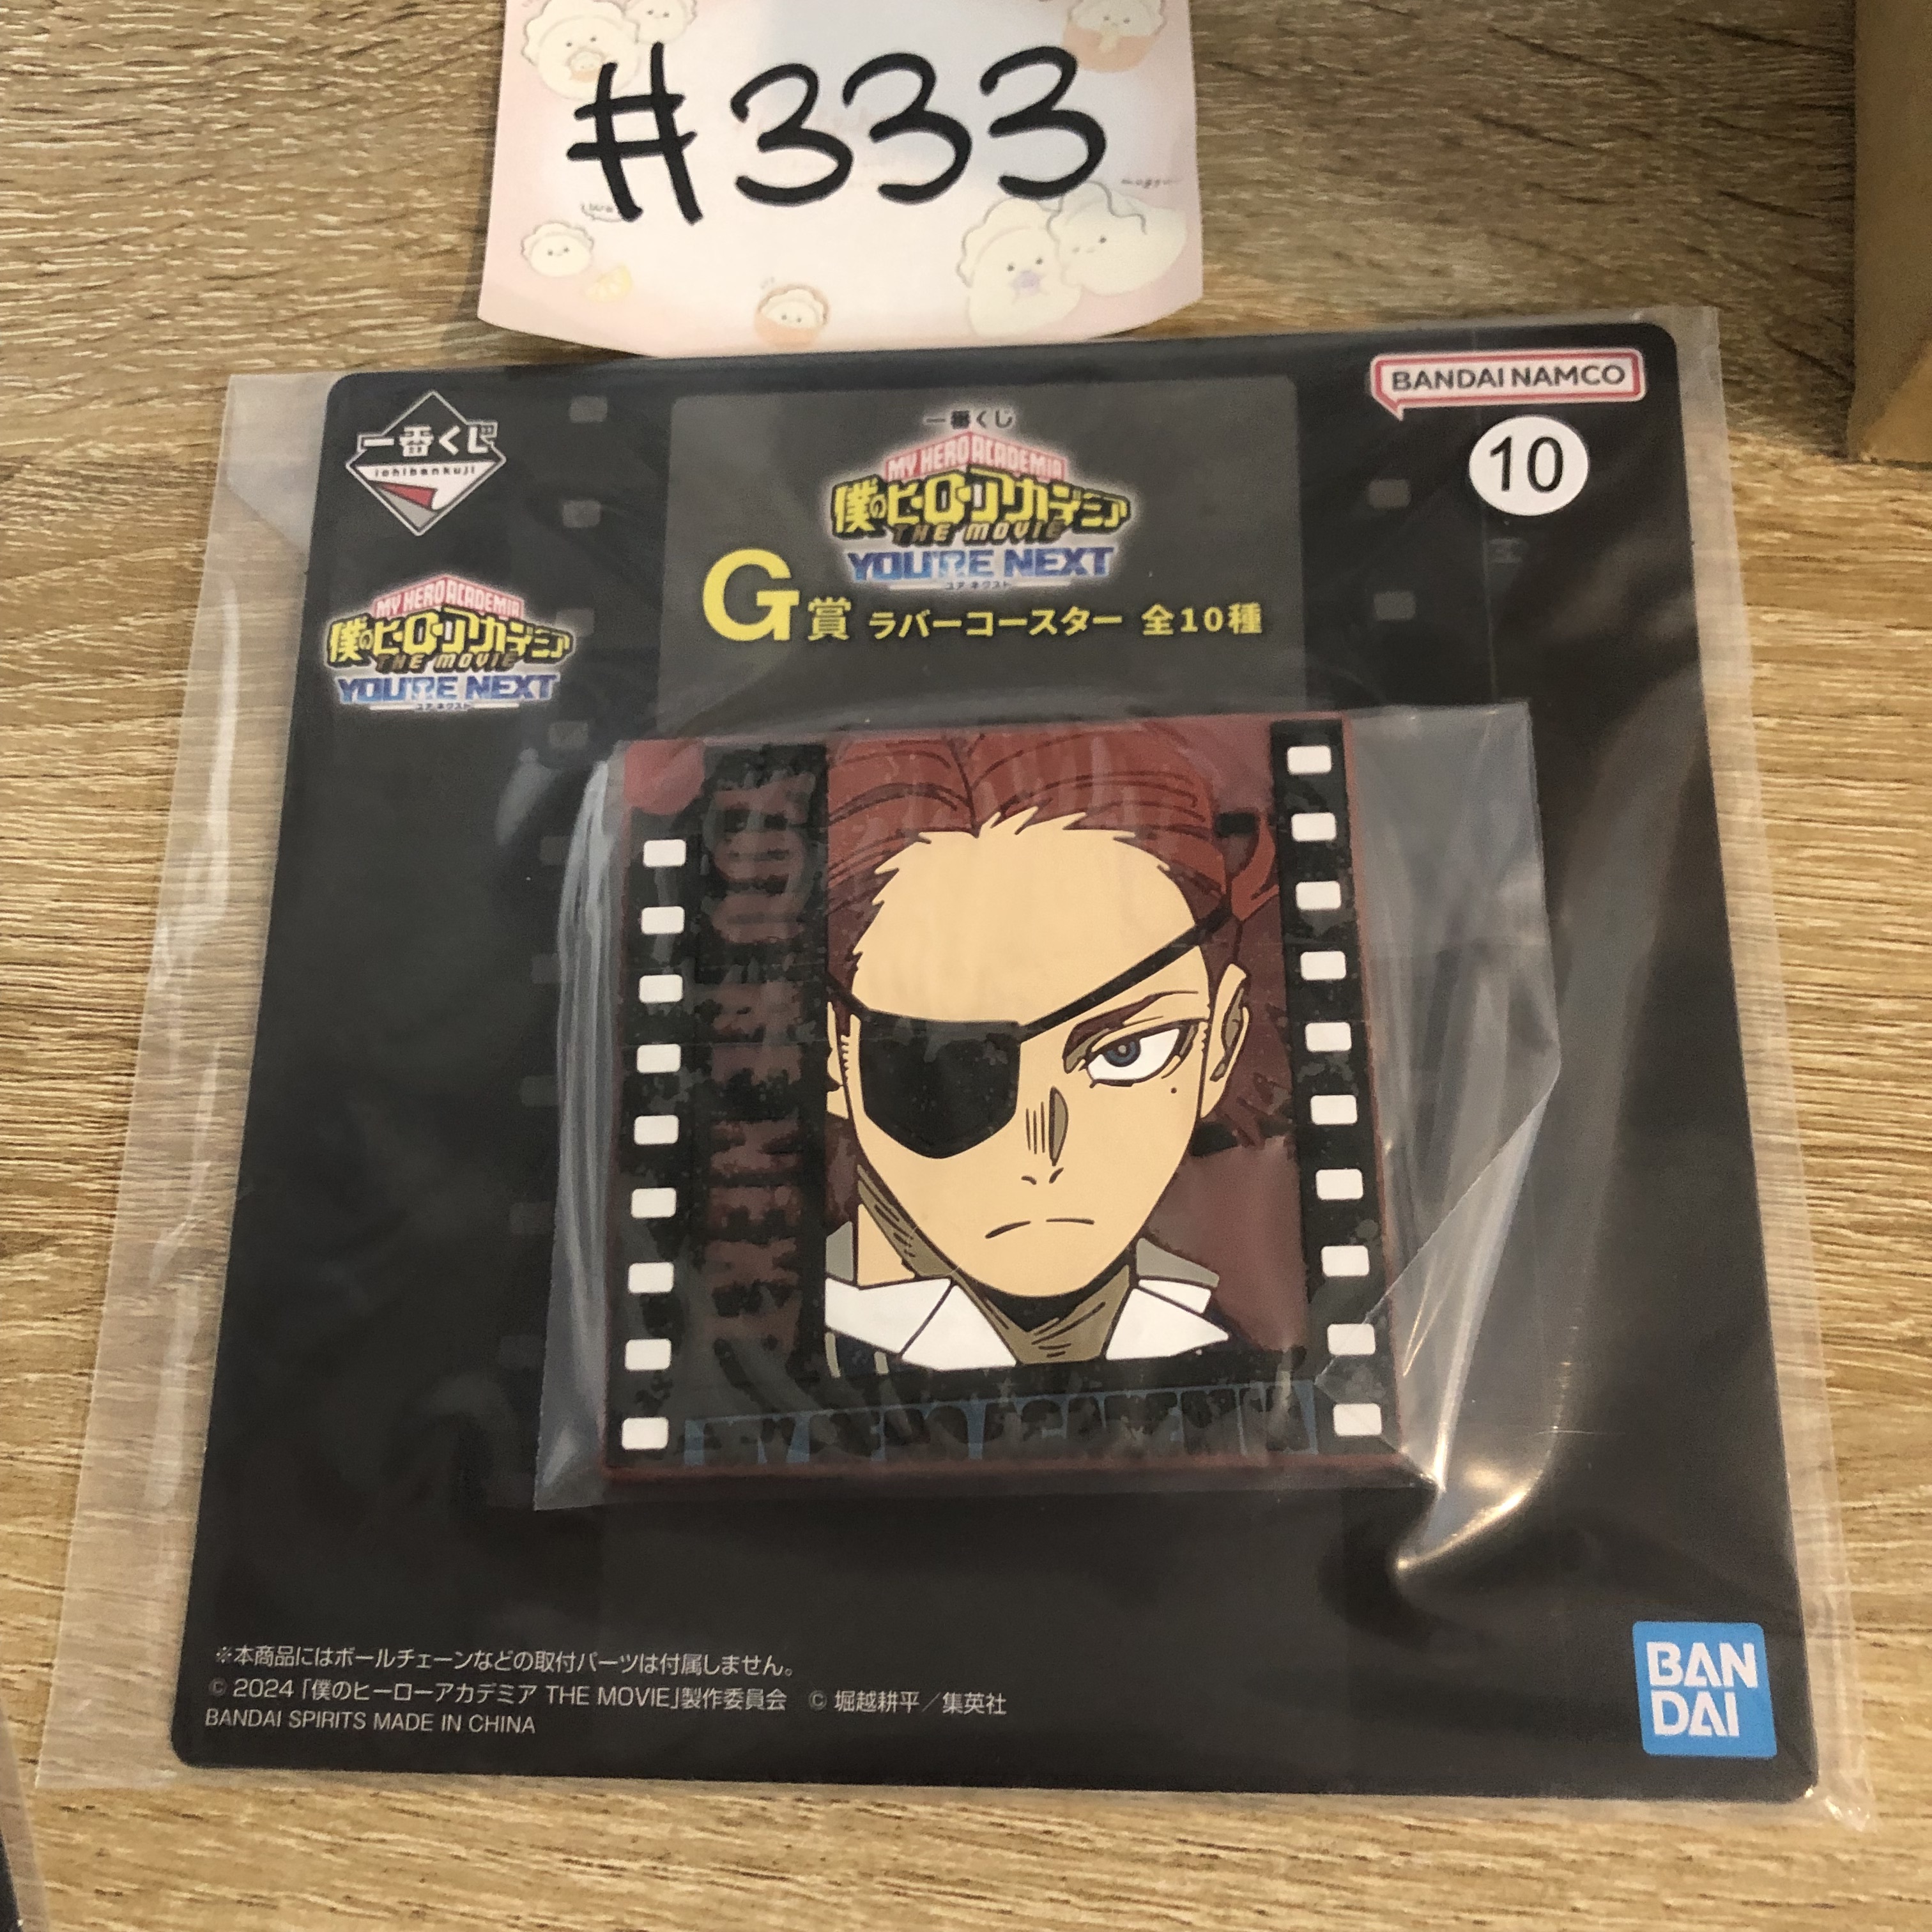 #333
BANDAI NAMCO
10
一番くじ
ichibankuji
一番くじ
MY HERO ACADEMIA
僕のヒーローアカデミア
THE MOVIE
YOU'RE NEXT
ユア ネクスト
G賞 ラバーコースター 全10種
MY HERO ACADEMIA
僕のヒーローアカデミア
THE MOVIE
YOU'RE NEXT
ユア ネクスト
※本商品にはボールチェーンなどの取付パーツは付属しません。
© 2024「僕のヒーローアカデミア THE MOVIE」製作委員会 © 堀越耕平／集英社
BANDAI SPIRITS MADE IN CHINA
BAN
DAI